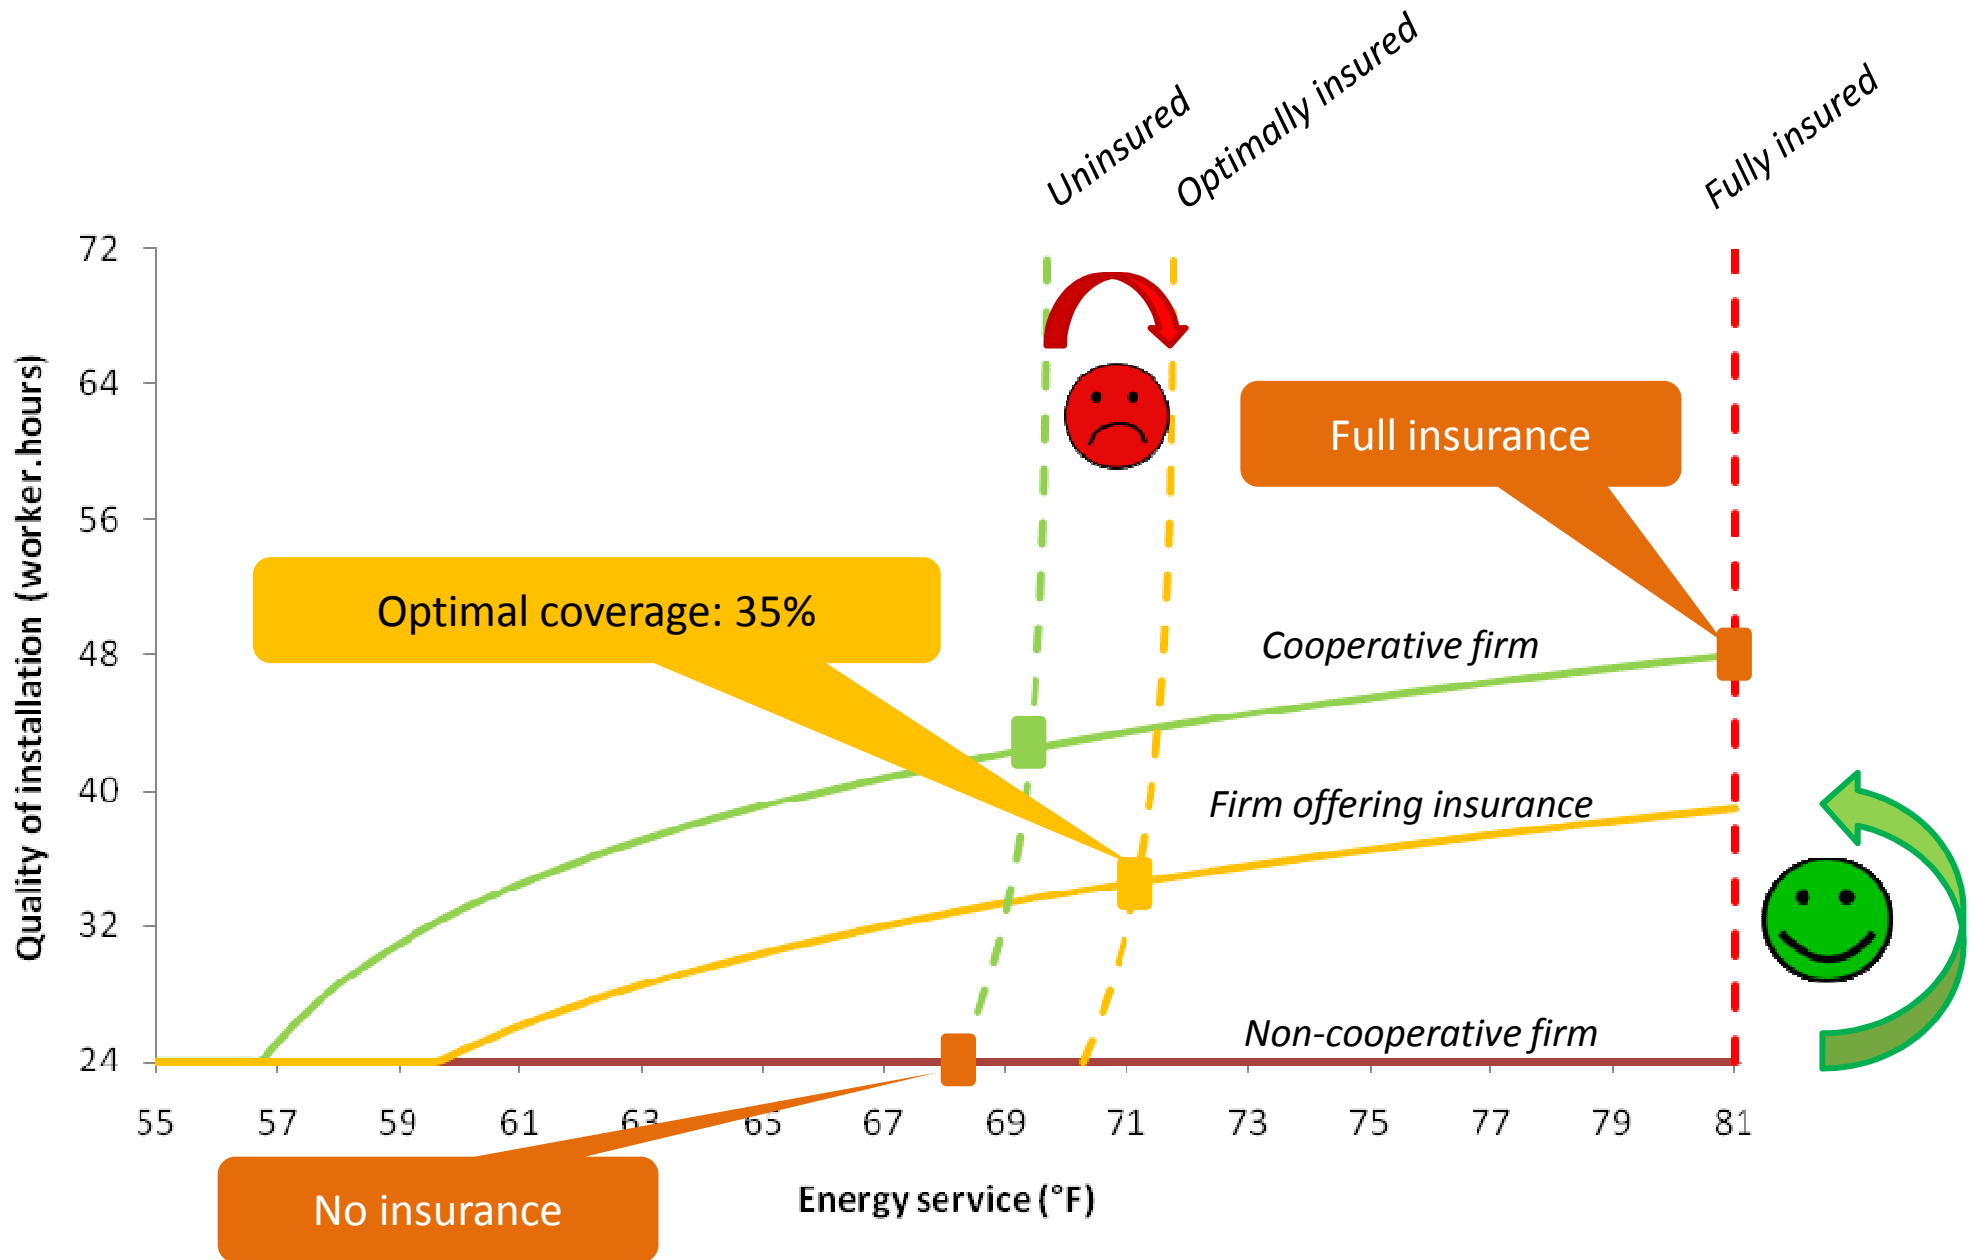 Uninsured
Optimally insured
Fully insured
72
64
56
48
40
32
24
Quality of installation (worker.hours)
Full insurance
Optimal coverage: 35%
Cooperative firm
Firm offering insurance
Non-cooperative firm
55 57 59 61 63 65 67 69 71 73 75 77 79 81
Energy service (°F)
No insurance